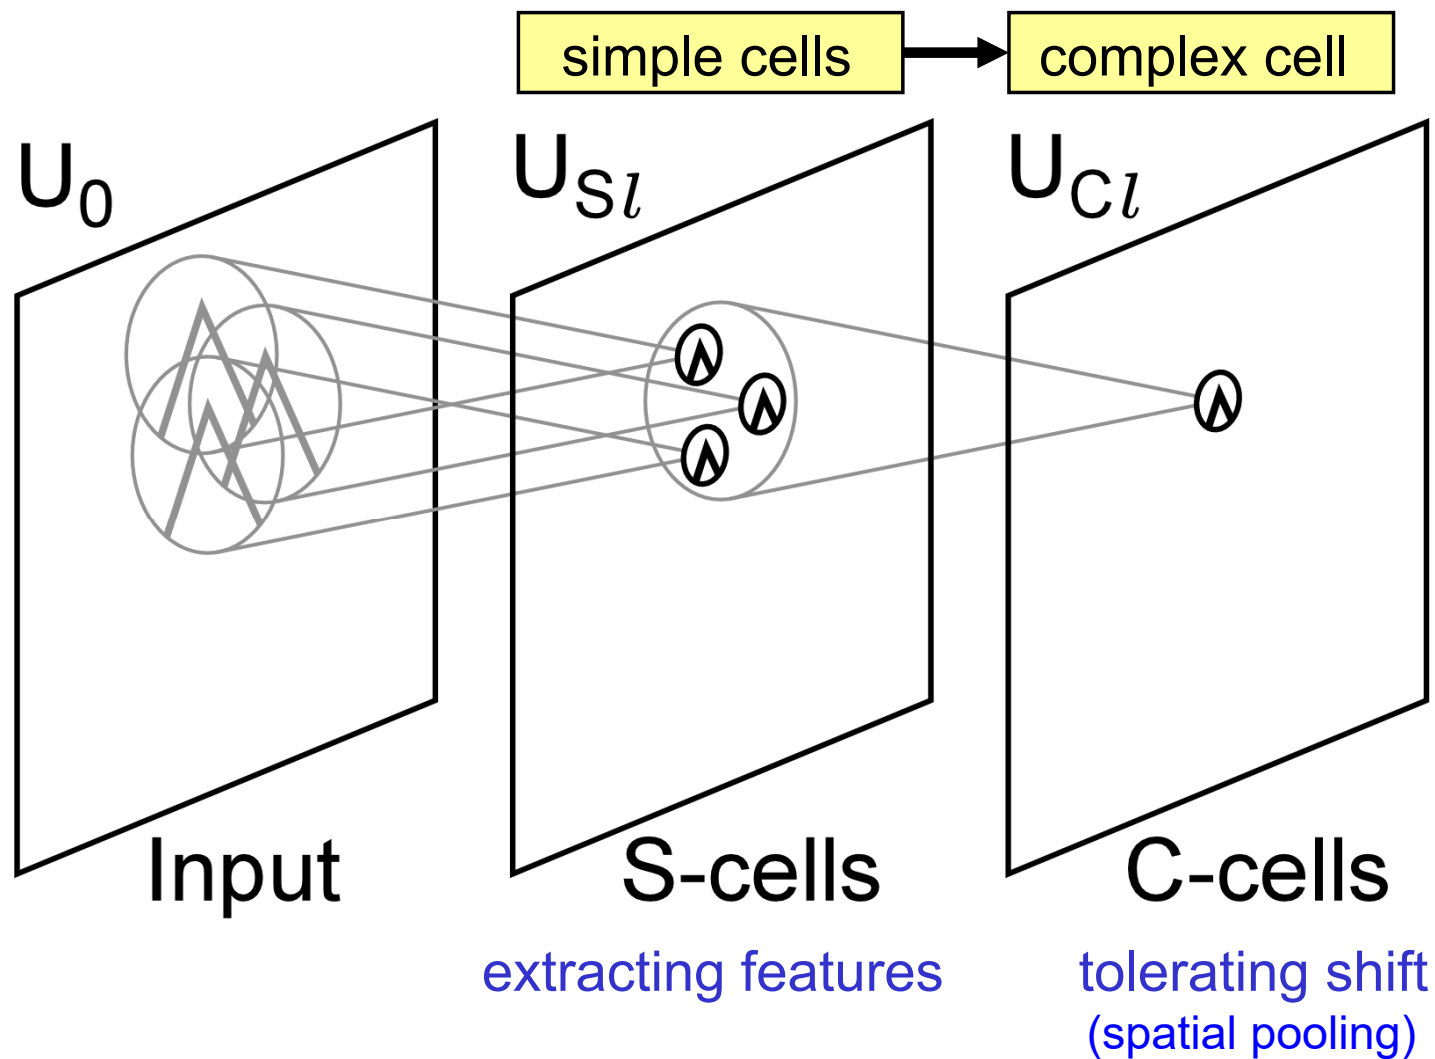 simple cells
complex cell
U0
USl
UCl
Input
S-cells
C-cells
extracting features
tolerating shift
(spatial pooling)